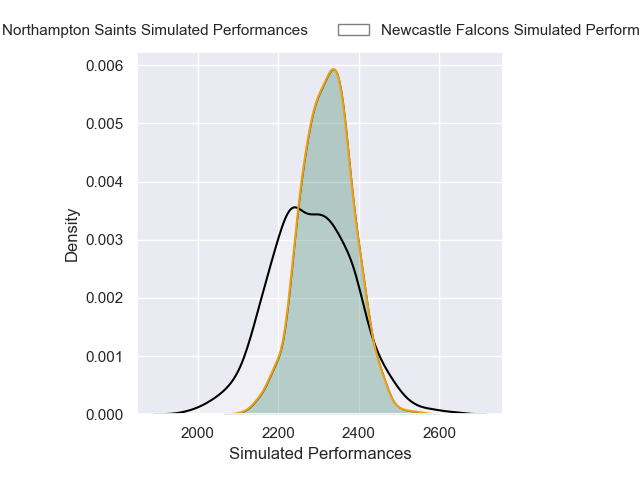 Northampton Saints Simulated Performances
Newcastle Falcons Simulated Perform
0.006
0.005
0.004
0.003
0.002
0.001
0.000
Density
2000
2200
2400
2600
Simulated Performances